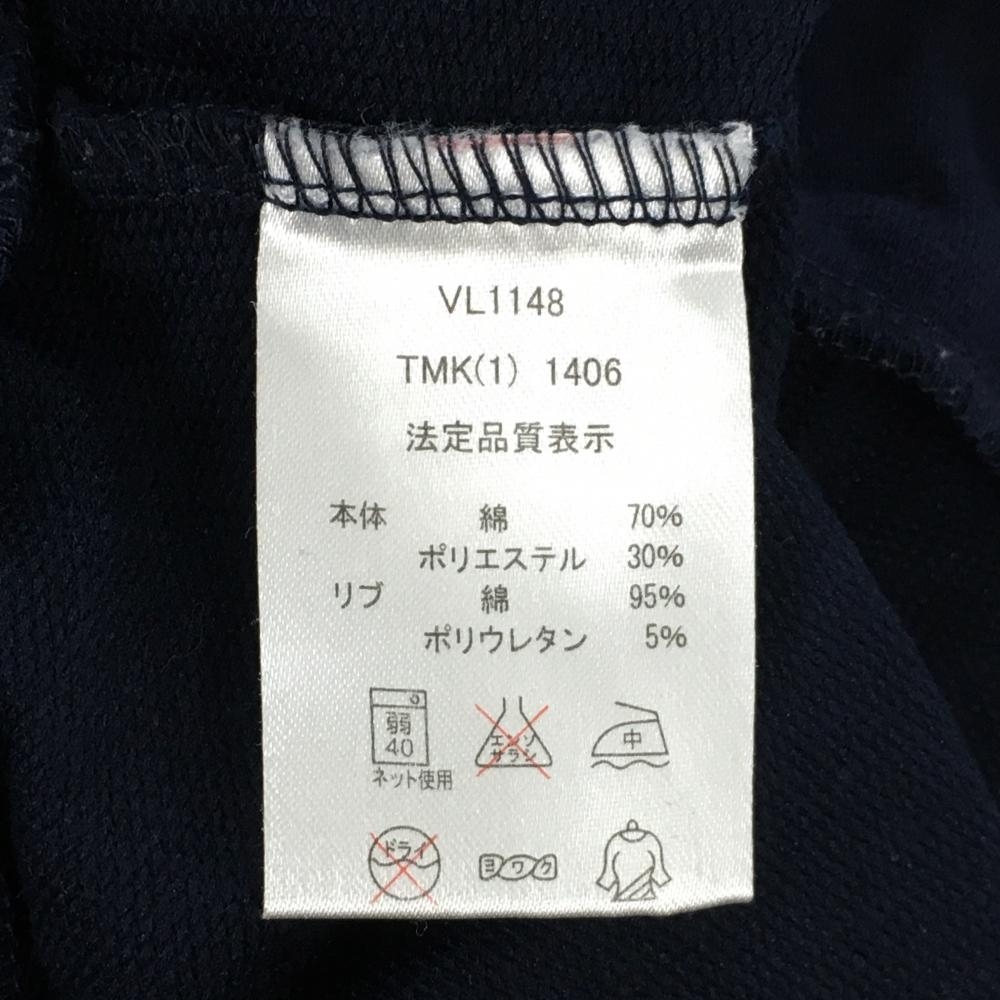 VL1148
TMK(1) 1406
法定品質表示
本体 綿 70%
ポリエステル 30%
リブ 綿 95%
ポリウレタン 5%
弱
40
ネット使用
エンソ
サラシ
中
ドライ
ヨワク